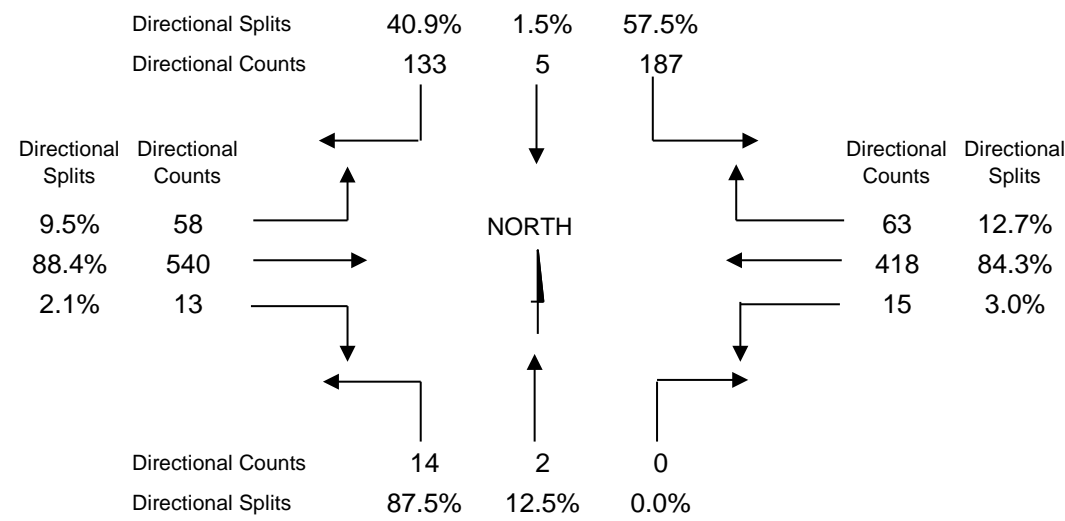 Directional Splits 40.9% 1.5% 57.5%
Directional Counts 133 5 187
Directional Directional
Splits Counts
9.5% 58
88.4% 540
2.1% 13
NORTH
Directional Directional
Counts Splits
63 12.7%
418 84.3%
15 3.0%
Directional Counts 14 2 0
Directional Splits 87.5% 12.5% 0.0%